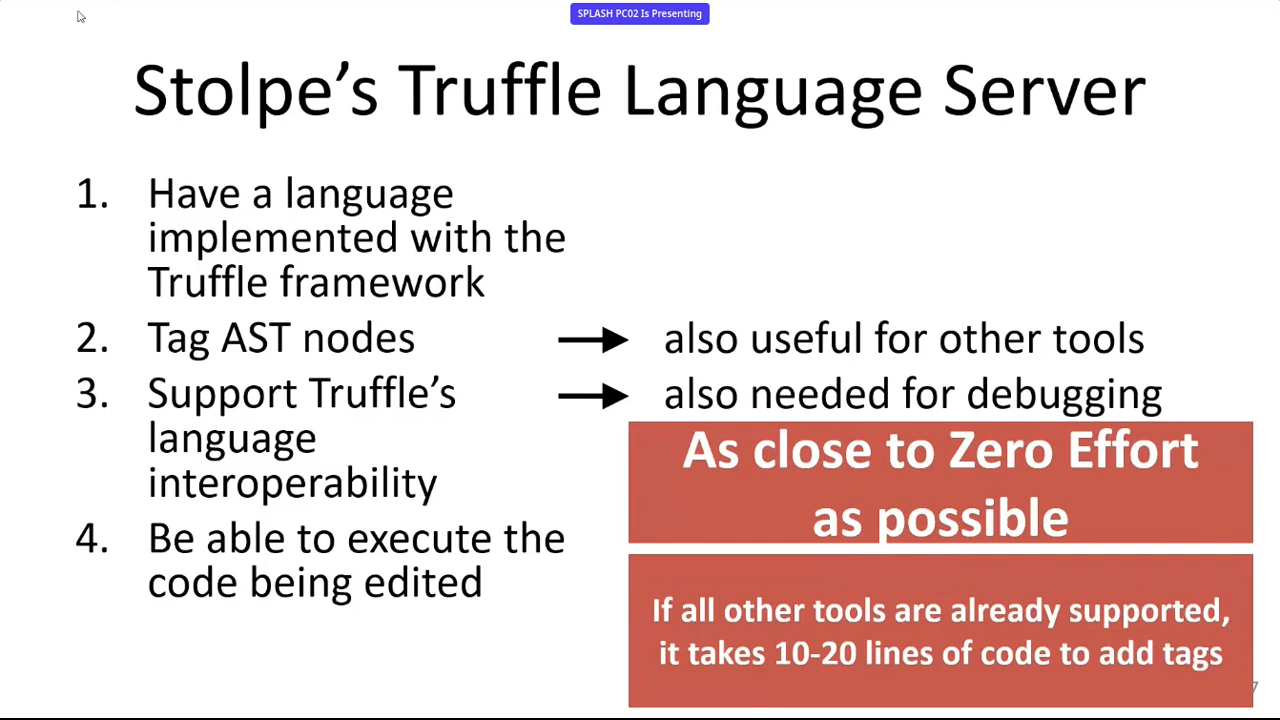 SPLASH PC02 Is Presenting
Stolpe's Truffle Language Server
1. Have a language
implemented with the
Truffle framework
2. Tag AST nodes
also useful for other tools
3. Support Truffle's
language
interoperability
also needed for debugging
4. Be able to execute the
code being edited
As close to Zero Effort
as possible
If all other tools are already supported,
it takes 10-20 lines of code to add tags
7